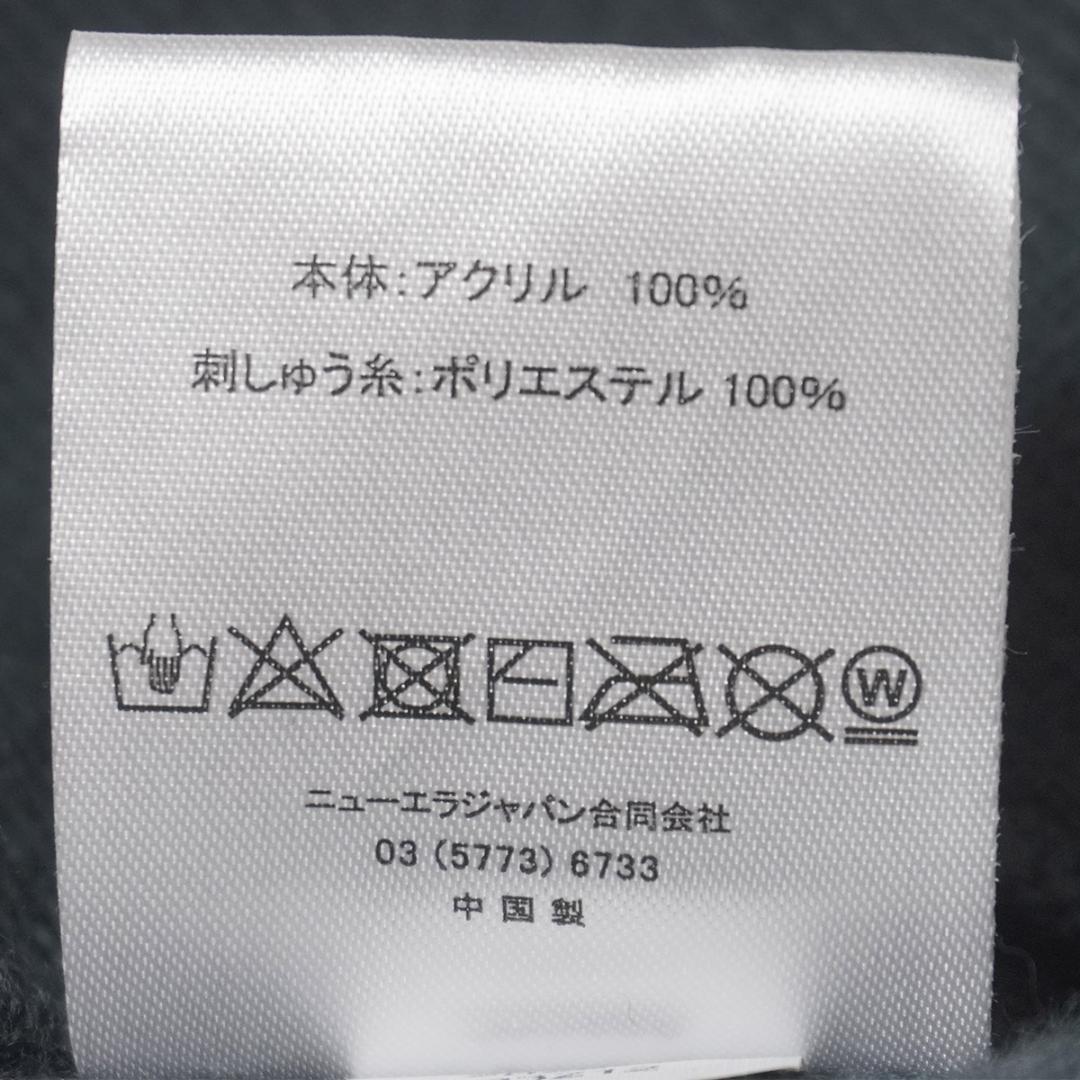 本体:アクリル 100%
刺しゅう糸:ポリエステル 100%
W
ニューエラジャパン合同会社
03 (5773) 6733
中国製